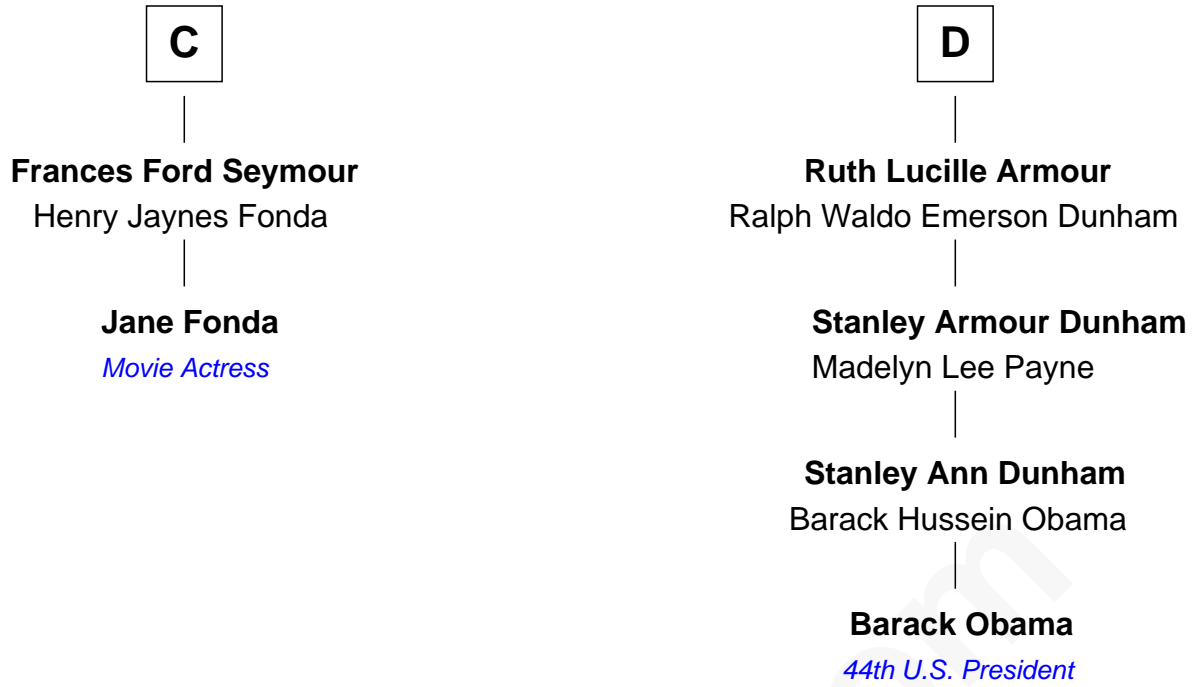 C
Frances Ford Seymour
Henry Jaynes Fonda
Jane Fonda
Movie Actress
D
Ruth Lucille Armour
Ralph Waldo Emerson Dunham
Stanley Armour Dunham
Madelyn Lee Payne
Stanley Ann Dunham
Barack Hussein Obama
Barack Obama
44th U.S. President